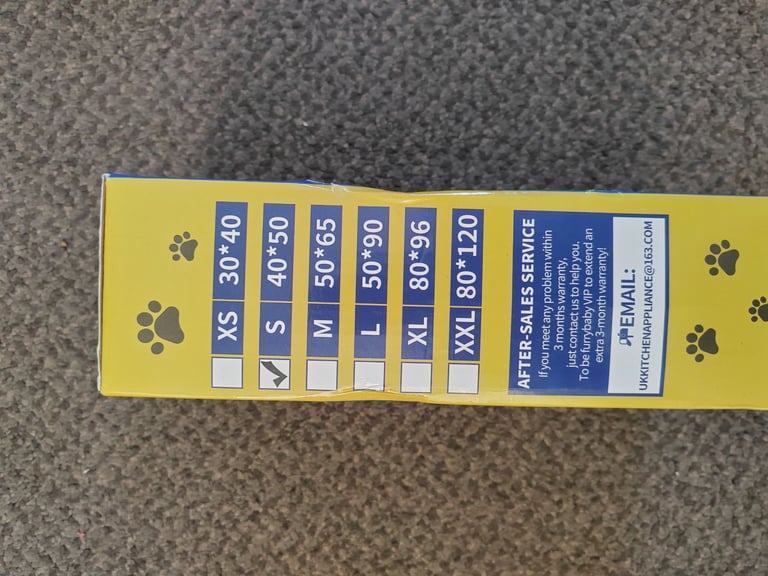 XS 30*40
S 40*50
M 50*65
L 50*90
XL 80*96
XXL 80*120
AFTER-SALES SERVICE
If you meet any problem within
3 months warranty,
just contact us to help you.
To be furrybaby VIP to extend an
extra 3-month warranty!
EMAIL:
UKKITCHENAPPLIANCE@163.COM